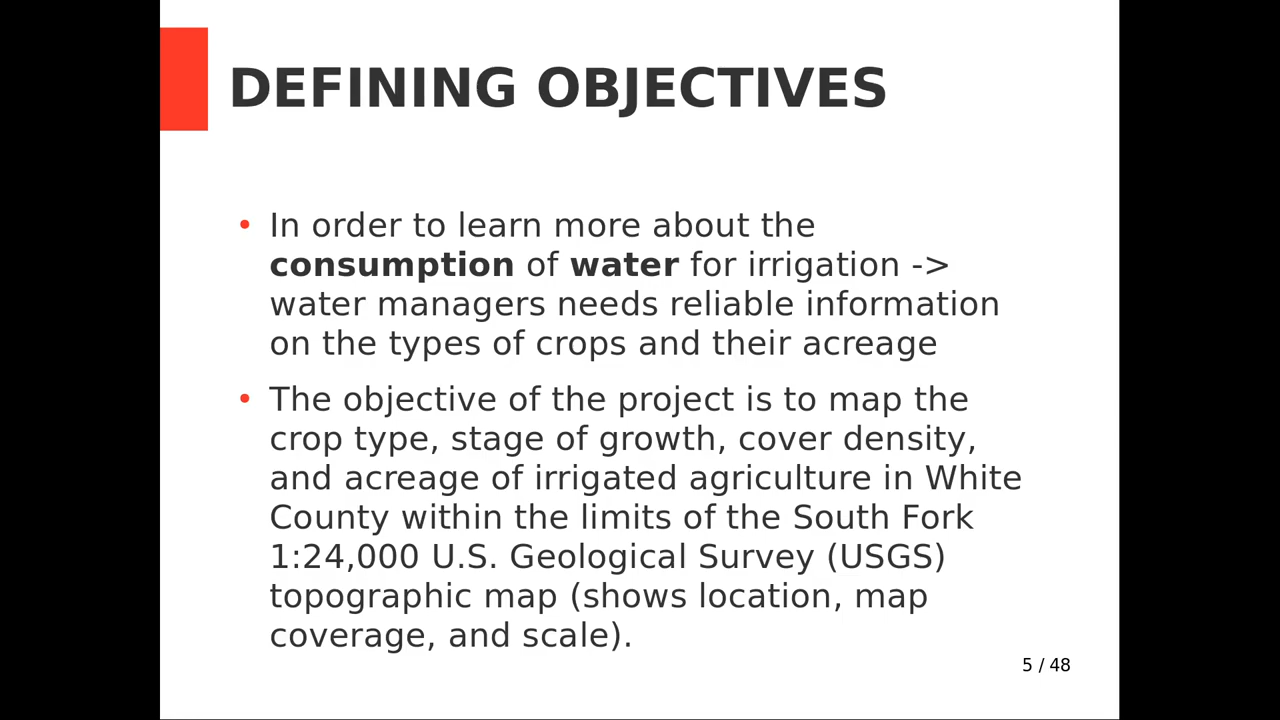 DEFINING OBJECTIVES
• In order to learn more about the
consumption of water for irrigation ->
water managers needs reliable information
on the types of crops and their acreage
• The objective of the project is to map the
crop type, stage of growth, cover density,
and acreage of irrigated agriculture in White
County within the limits of the South Fork
1:24,000 U.S. Geological Survey (USGS)
topographic map (shows location, map
coverage, and scale).
5 / 48